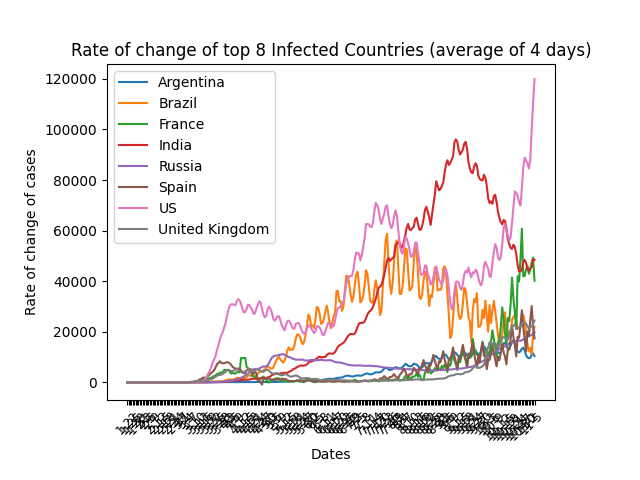 Rate of change of top 8 Infected Countries (average of 4 days)
Rate of change of cases
120000
100000
80000
60000
40000
20000
0
Argentina
Brazil
France
India
Russia
Spain
US
United Kingdom
Dates